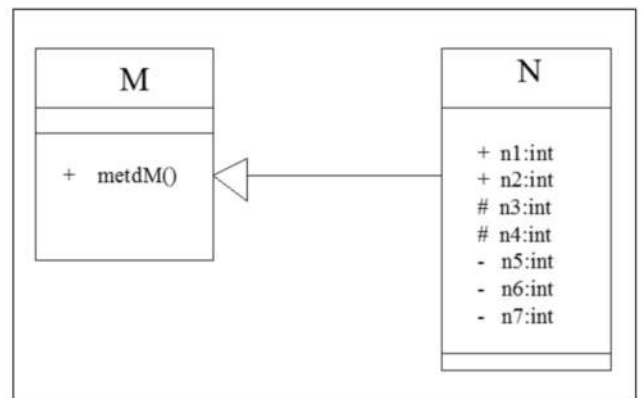 M
+ metdM()
N
+ n1:int
+ n2:int
# n3:int
# n4:int
- n5:int
- n6:int
- n7:int